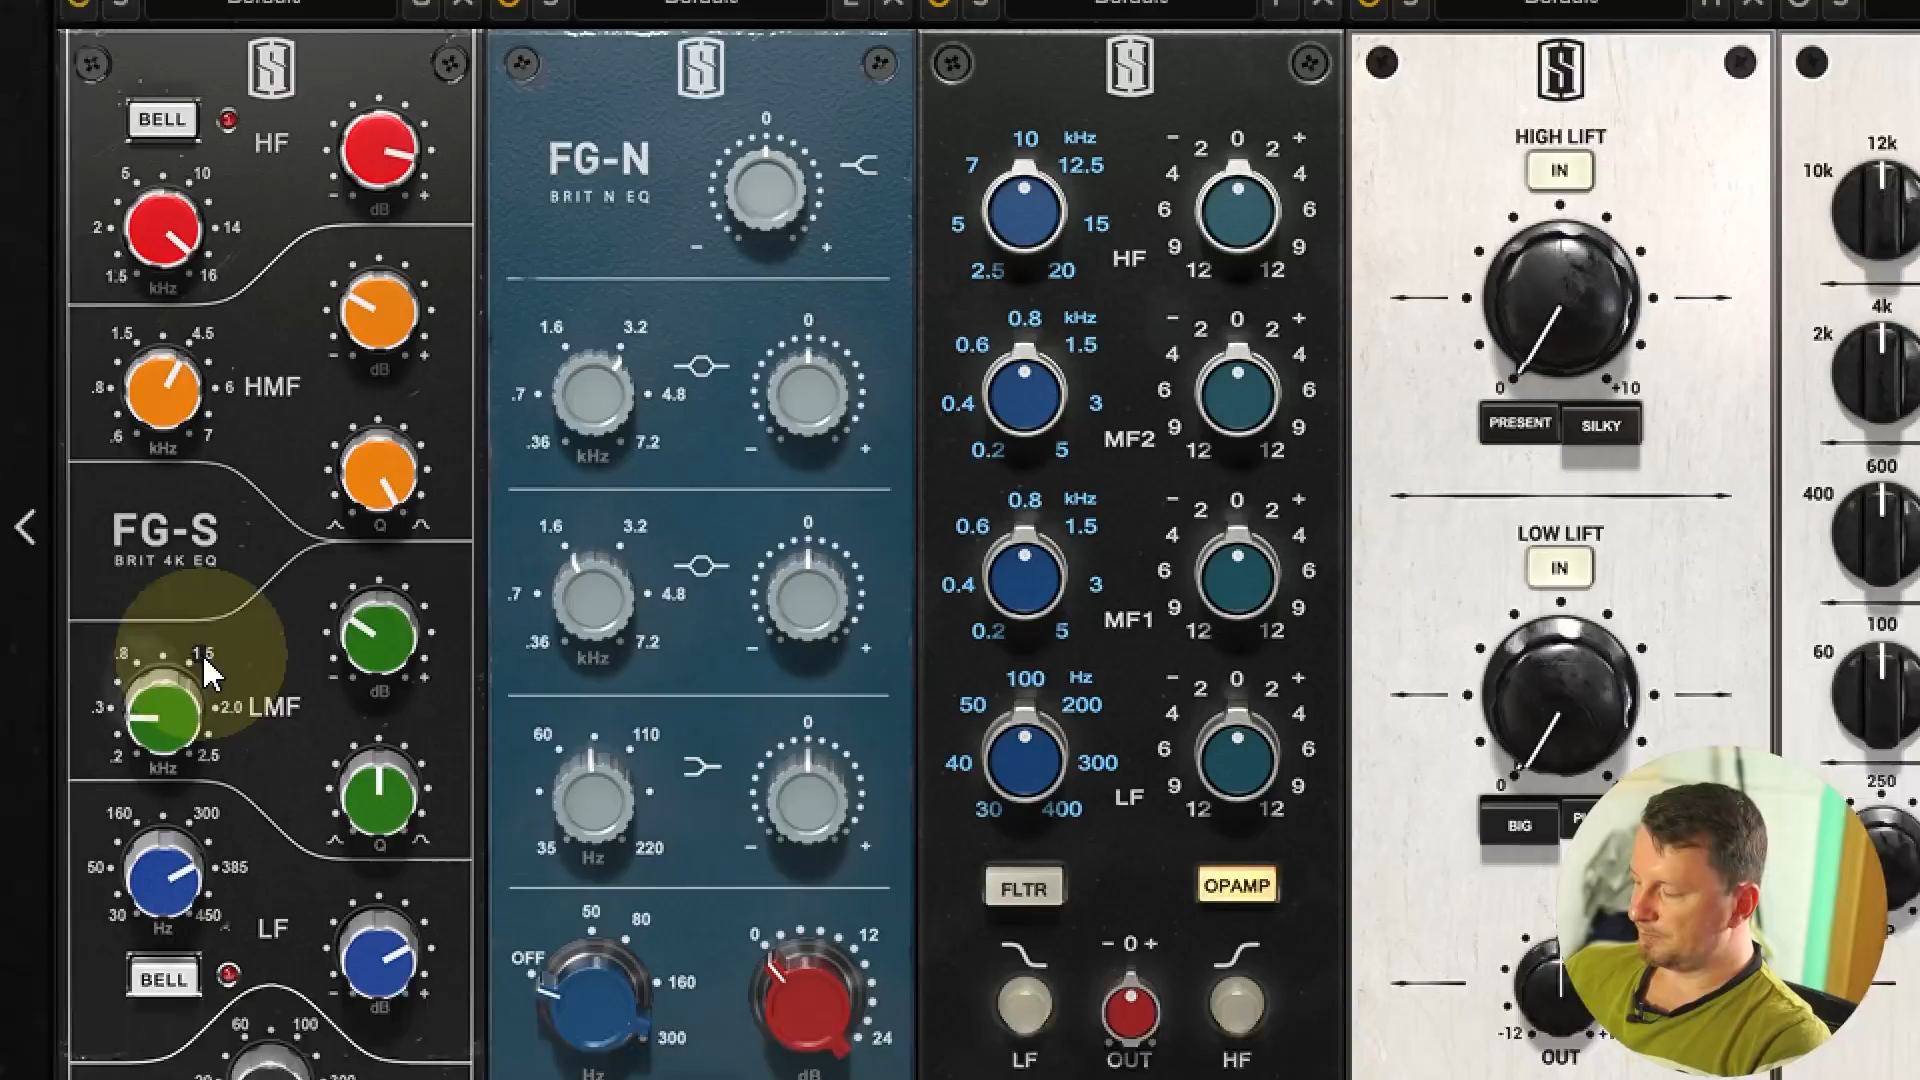 Default
Default
Default
Default
BELL
HF
5
10
2
14
1.5
16
kHz
-
+
dB
1.5
4.5
.8
6
HMF
.6
7
kHz
-
+
dB
Q
FG-S
BRIT 4K EQ
.8
1.5
.3
2.0
LMF
.2
2.5
kHz
dB
Q
160
300
50
385
30
450
Hz
LF
BELL
-
+
dB
60
100
FG-N
BRIT N EQ
0
-
+
1.6
3.2
.7
4.8
.36
7.2
kHz
0
-
+
1.6
3.2
.7
4.8
.36
7.2
kHz
0
-
+
60
110
35
220
Hz
0
-
+
50
80
OFF
160
300
Hz
0
12
24
dB
10
kHz
7
12.5
5
15
2.5
20
HF
- 0 +
2 2
4 4
6 6
9 9
12 12
0.8
kHz
0.6
1.5
0.4
3
0.2
5
MF2
- 0 +
2 2
4 4
6 6
9 9
12 12
0.8
kHz
0.6
1.5
0.4
3
0.2
5
MF1
- 0 +
2 2
4 4
6 6
9 9
12 12
100
Hz
50
200
40
300
30
400
LF
- 0 +
2 2
4 4
6 6
9 9
12 12
FLTR
OPAMP
- 0 +
LF
OUT
HF
HIGH LIFT
IN
0
+10
PRESENT
SILKY
LOW LIFT
IN
0
BIG
-12
OUT
12k
10k
4k
2k
600
400
100
60
250